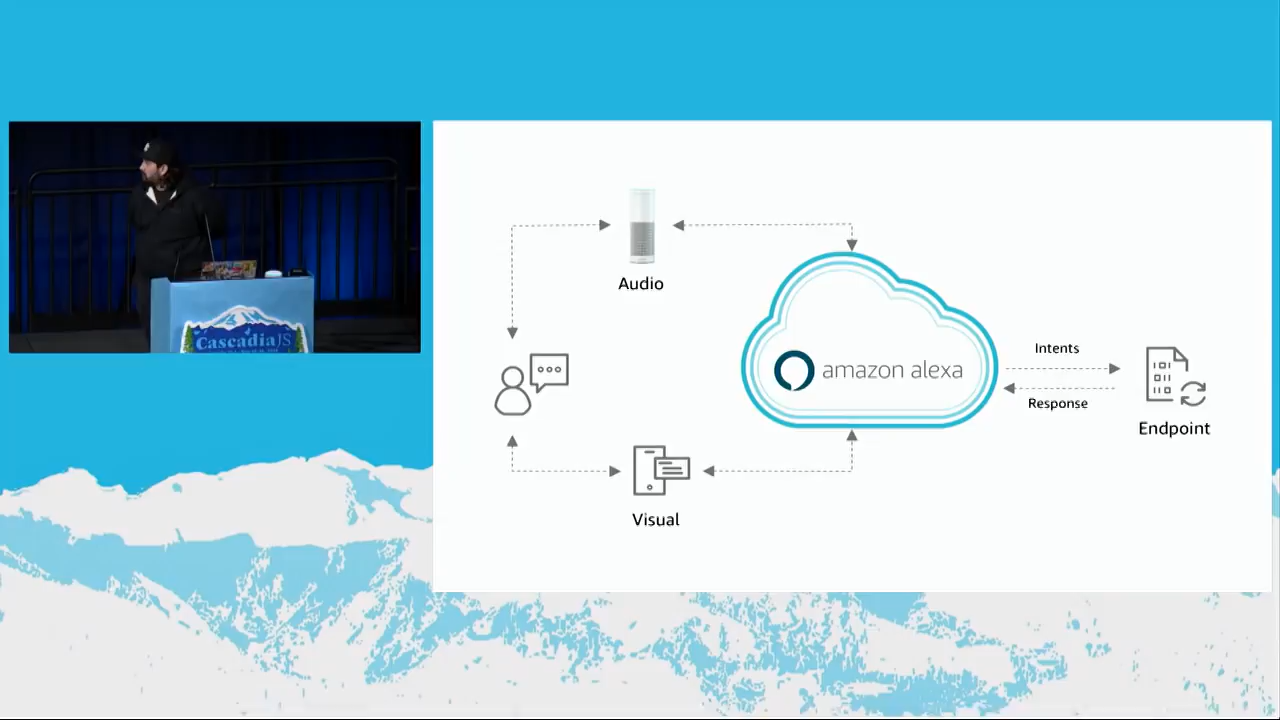 Audio
amazon alexa
Intents
Response
Endpoint
Visual
CascadiaJS